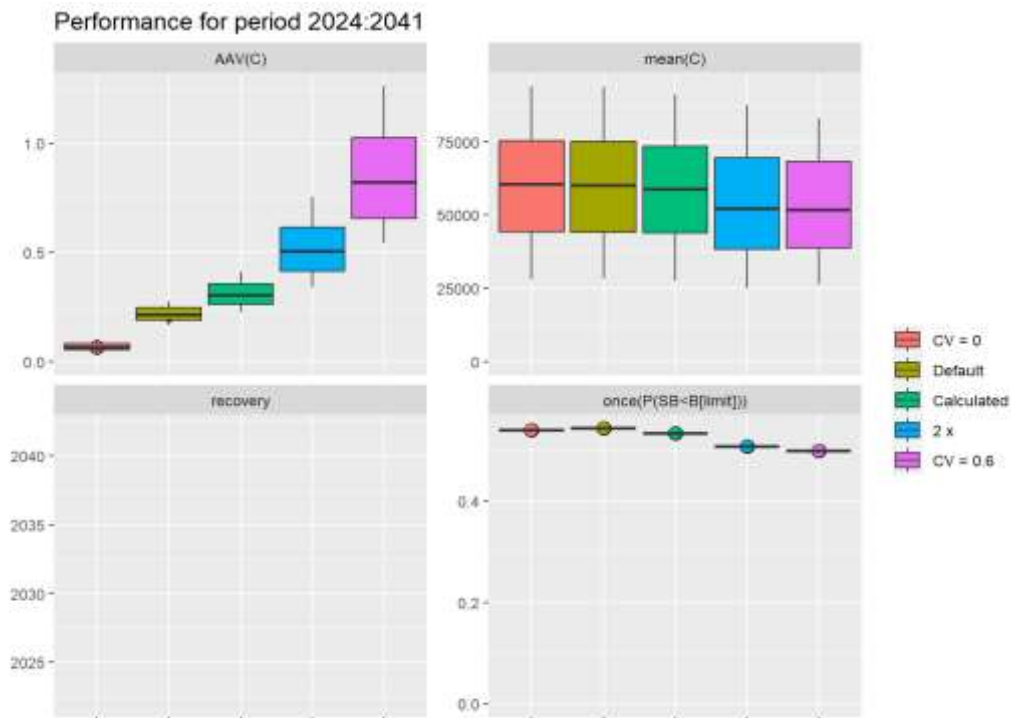 Performance for period 2024:2041
AAV(C)
mean(C)
1.0
0.5
0.0
75000
50000
25000
0
recovery
once(P(SB<B[limit]))
2040
2035
2030
2025
0.4
0.2
0.0
CV = 0
Default
Calculated
2 x
CV = 0.6